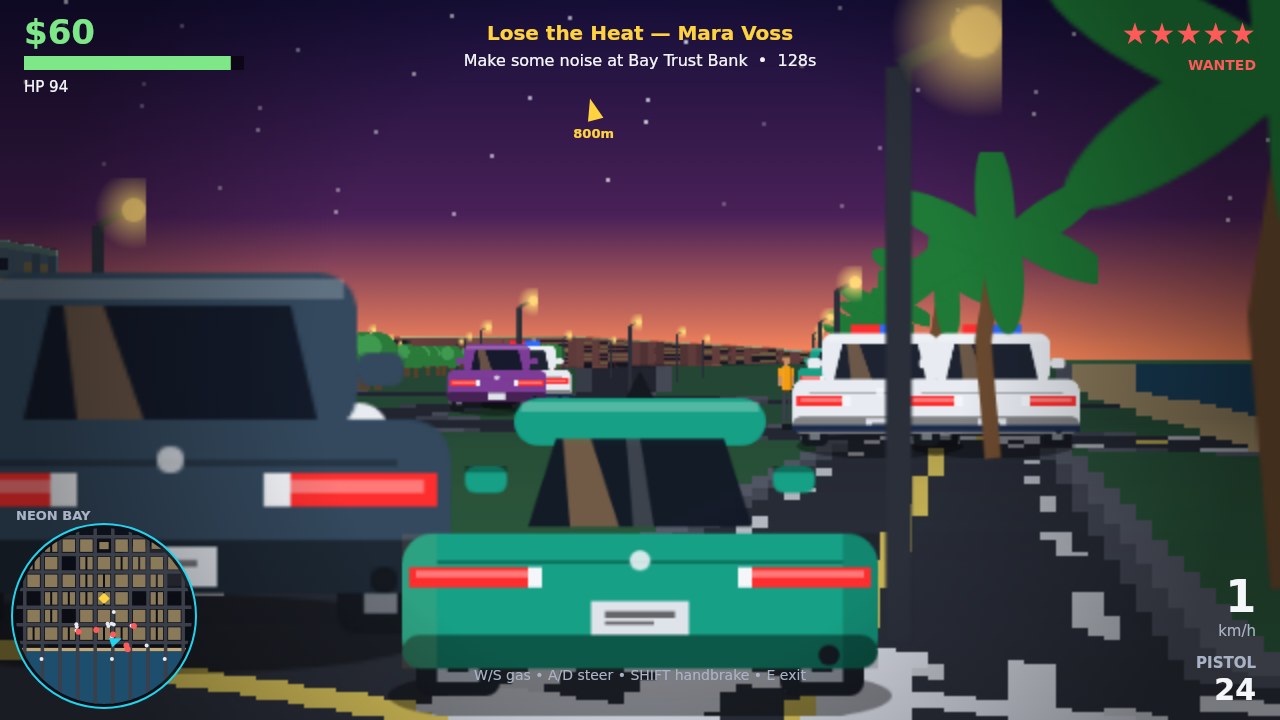 $60
HP 94
Lose the Heat — Mara Voss
Make some noise at Bay Trust Bank • 128s
800m
★★★★★
WANTED
NEON BAY
W/S gas • A/D steer • SHIFT handbrake • E exit
1
km/h
PISTOL
24